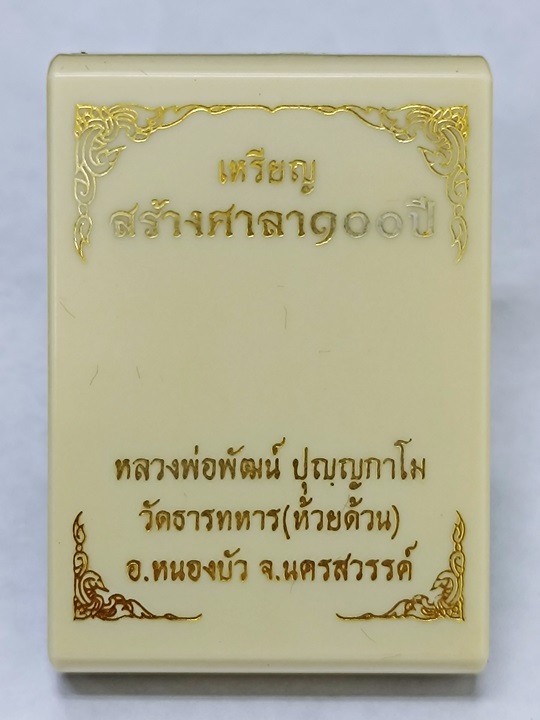 เหรียญ
สร้างศาลา๑๐๐ปี
หลวงพ่อพัฒน์ ปุญฺญกาโม
วัดธารทหาร(ห้วยด้วน)
อ.หนองบัว จ.นครสวรรค์